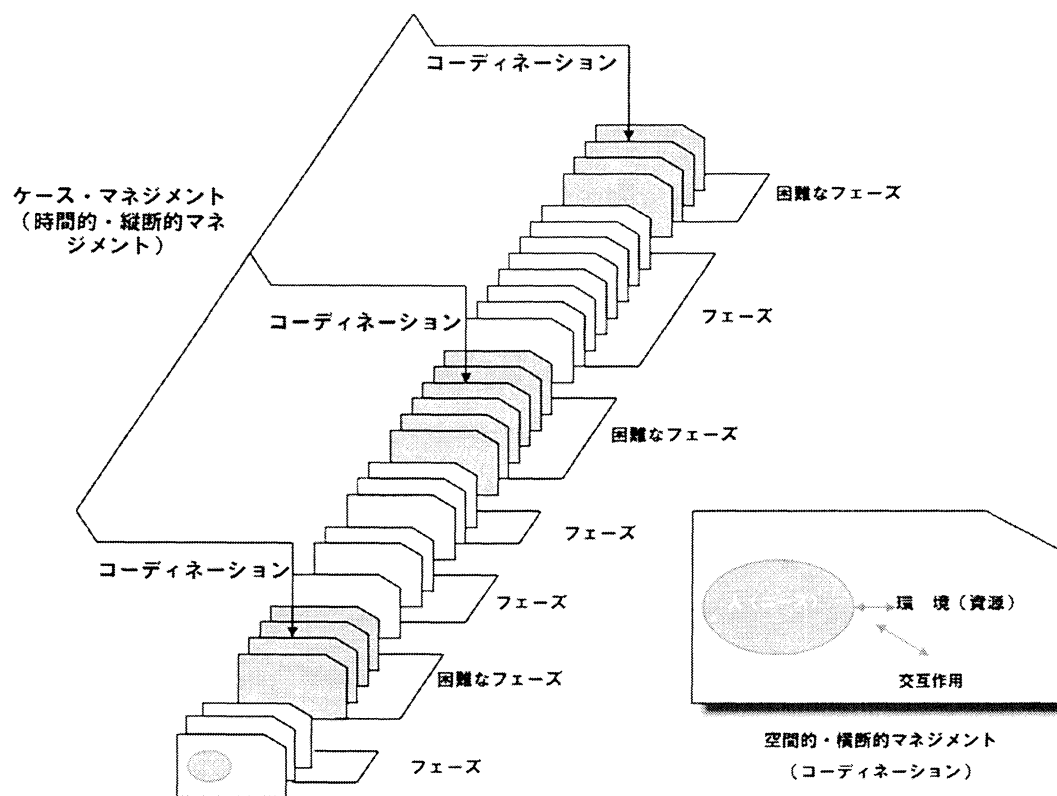 コーディネーション
ケース・マネジメント
（時間的・縦断的マネ
ジメント）
困難なフェーズ
フェーズ
コーディネーション
困難なフェーズ
フェーズ
コーディネーション
フェーズ
困難なフェーズ
フェーズ
環　境（資源）
交互作用
空間的・横断的マネジメント
（コーディネーション）